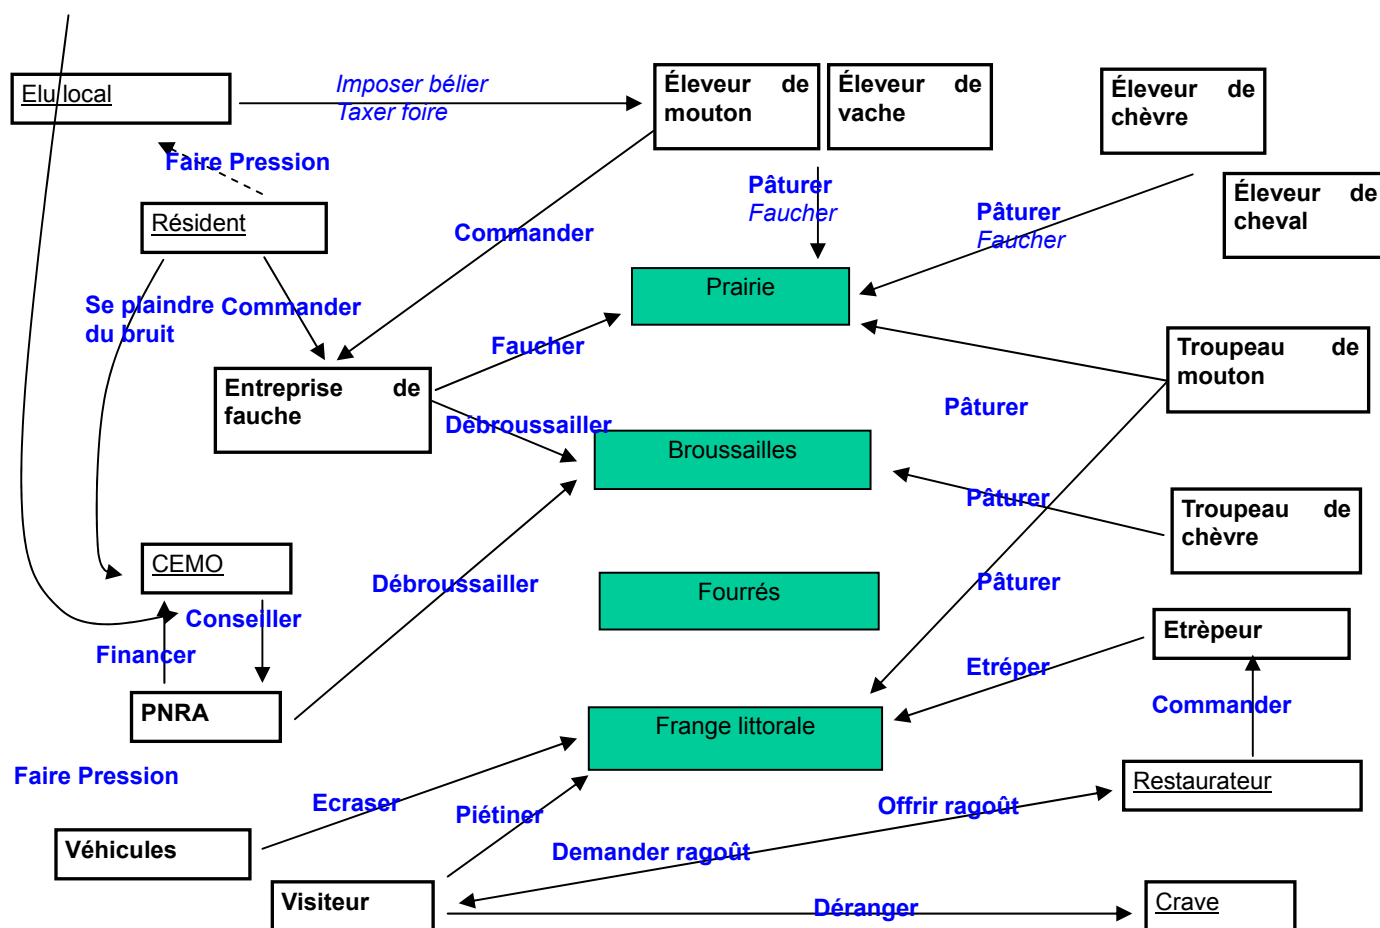 Elu local
Imposer bélier
Taxer foire
Éleveur de
mouton
Éleveur de
vache
Éleveur de
chèvre
Faire Pression
Pâturer
Faucher
Éleveur de
cheval
Résident
Commander
Pâturer
Faucher
Prairie
Se plaindre
du bruit
Commander
Faucher
Troupeau de
mouton
Entreprise de
fauche
Débroussailler
Pâturer
Broussailles
Pâturer
Troupeau de
chèvre
CEMO
Débroussailler
Fourrés
Pâturer
Conseiller
Financer
Etrèpeur
Etréper
PNRA
Frange littorale
Commander
Faire Pression
Restaurateur
Ecraser
Piétiner
Offrir ragoût
Véhicules
Demander ragoût
Visiteur
Déranger
Crave